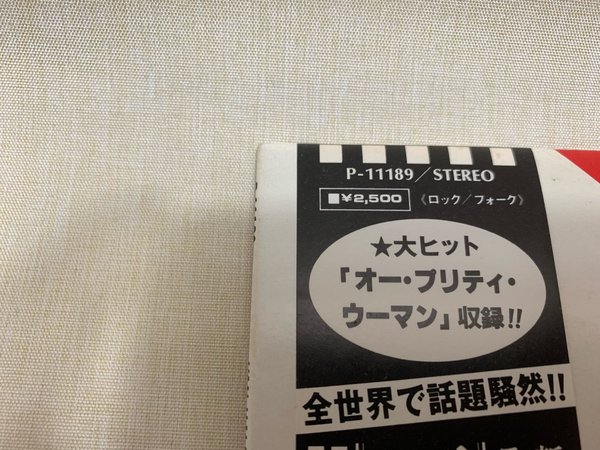 P-11189/STEREO
■¥2,500 《ロック/フォーク》
★大ヒット
「オー・プリティ・
ウーマン」収録!!
全世界で話題騒然!!